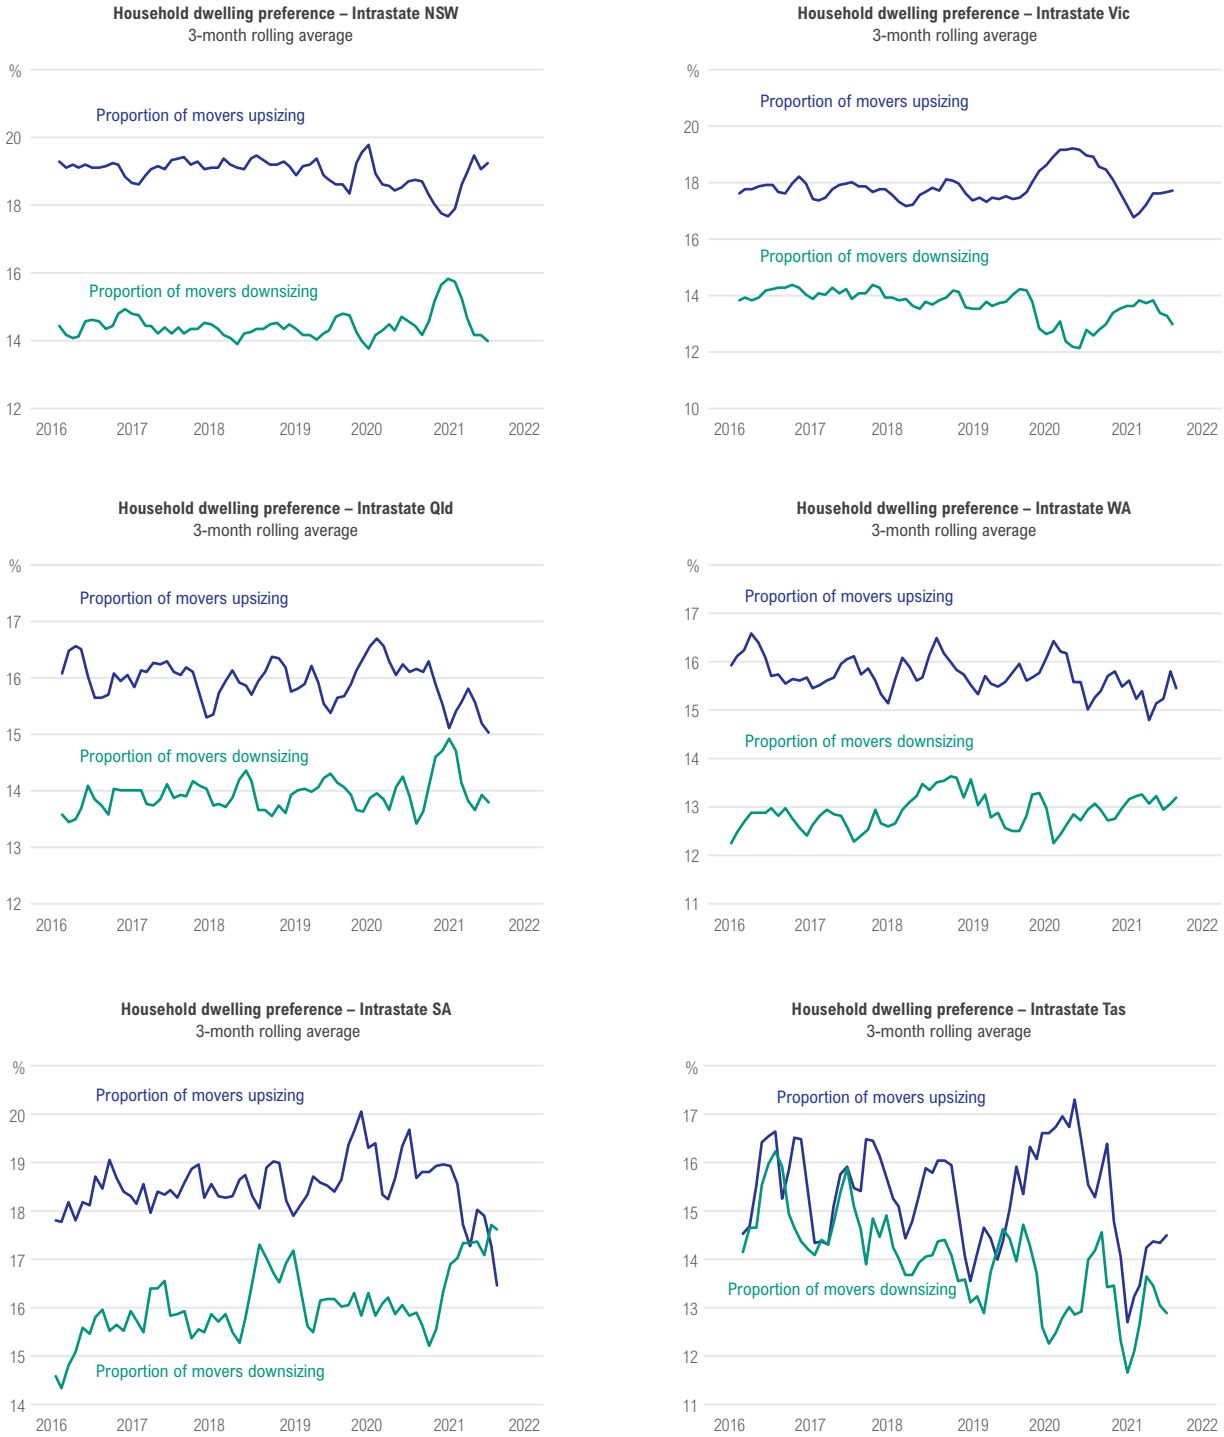 Household dwelling preference – Intrastate NSW
3-month rolling average
%
Proportion of movers upsizing
20
18
16
Proportion of movers downsizing
14
12
2016 2017 2018 2019 2020 2021 2022
Household dwelling preference – Intrastate Vic
3-month rolling average
%
Proportion of movers upsizing
20
18
16
Proportion of movers downsizing
14
12
10
2016 2017 2018 2019 2020 2021 2022
Household dwelling preference – Intrastate Qld
3-month rolling average
%
Proportion of movers upsizing
17
16
15
Proportion of movers downsizing
14
13
12
2016 2017 2018 2019 2020 2021 2022
Household dwelling preference – Intrastate WA
3-month rolling average
%
Proportion of movers upsizing
17
16
15
Proportion of movers downsizing
14
13
12
11
2016 2017 2018 2019 2020 2021 2022
Household dwelling preference – Intrastate SA
3-month rolling average
%
Proportion of movers upsizing
20
19
18
17
16
15
Proportion of movers downsizing
14
2016 2017 2018 2019 2020 2021 2022
Household dwelling preference – Intrastate Tas
3-month rolling average
%
Proportion of movers upsizing
17
16
15
14
Proportion of movers downsizing
13
12
11
2016 2017 2018 2019 2020 2021 2022